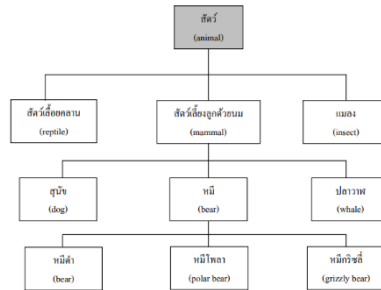 สัตว์
(animal)
สัตว์เลื้อยคลาน
(reptile)
สัตว์เลี้ยงลูกด้วยนม
(mammal)
แมลง
(insect)
สุนัข
(dog)
หมี
(bear)
ปลาวาฬ
(whale)
หมีดำ
(bear)
หมีโพลา
(polar bear)
หมีกริซลี่
(grizzly bear)